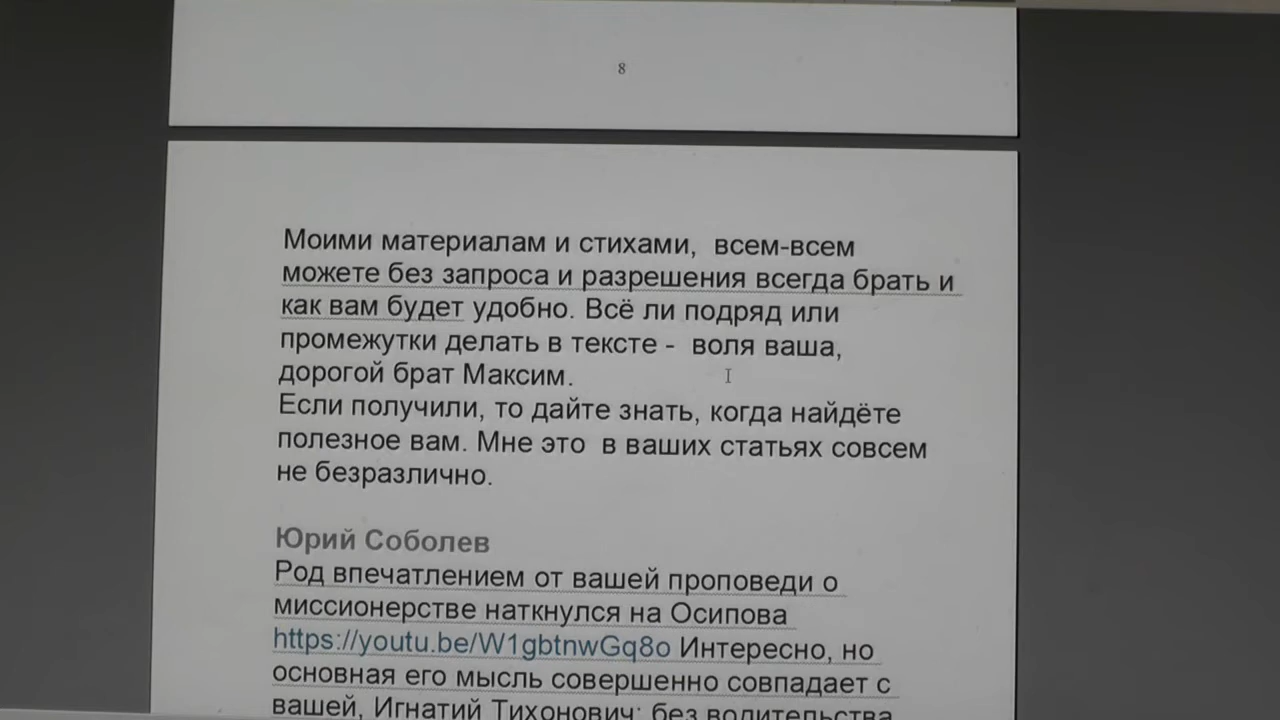 8
Моими материалам и стихами,  всем-всем
можете без запроса и разрешения всегда брать и
как вам будет удобно. Всё ли подряд или
промежутки делать в тексте -  воля ваша,
дорогой брат Максим.
Если получили, то дайте знать, когда найдёте
полезное вам. Мне это  в ваших статьях совсем
не безразлично.
Юрий Соболев
Род впечатлением от вашей проповеди о
миссионерстве наткнулся на Осипова
https://youtu.be/W1gbtnwGq8o Интересно, но
основная его мысль совершенно совпадает с
вашей, Игнатий Тихонович: без водительства